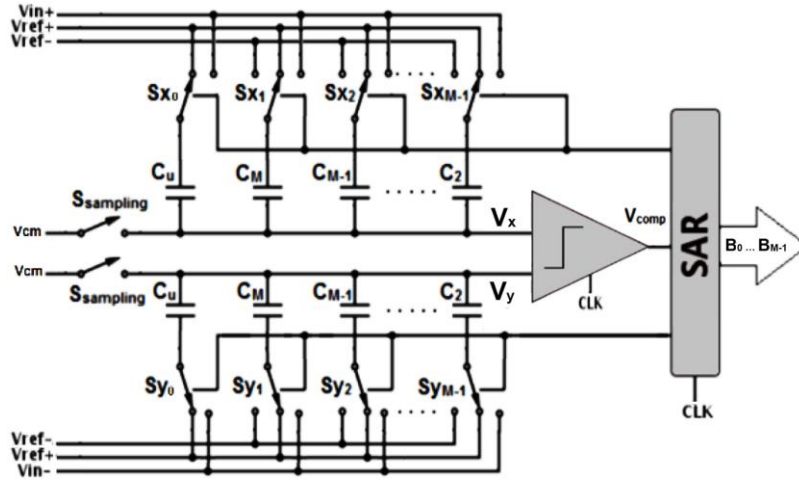 Vin+
Vref+
Vref-
Sx0 Sx1 Sx2 SxM-1
Cu CM CM-1 C2
Ssampling
Vcm
Vx
Vcomp
SAR
B0 ... BM-1
Vcm
Ssampling
Cu CM CM-1 C2
Vy
CLK
Sy0 Sy1 Sy2 SyM-1
CLK
Vref-
Vref+
Vin-